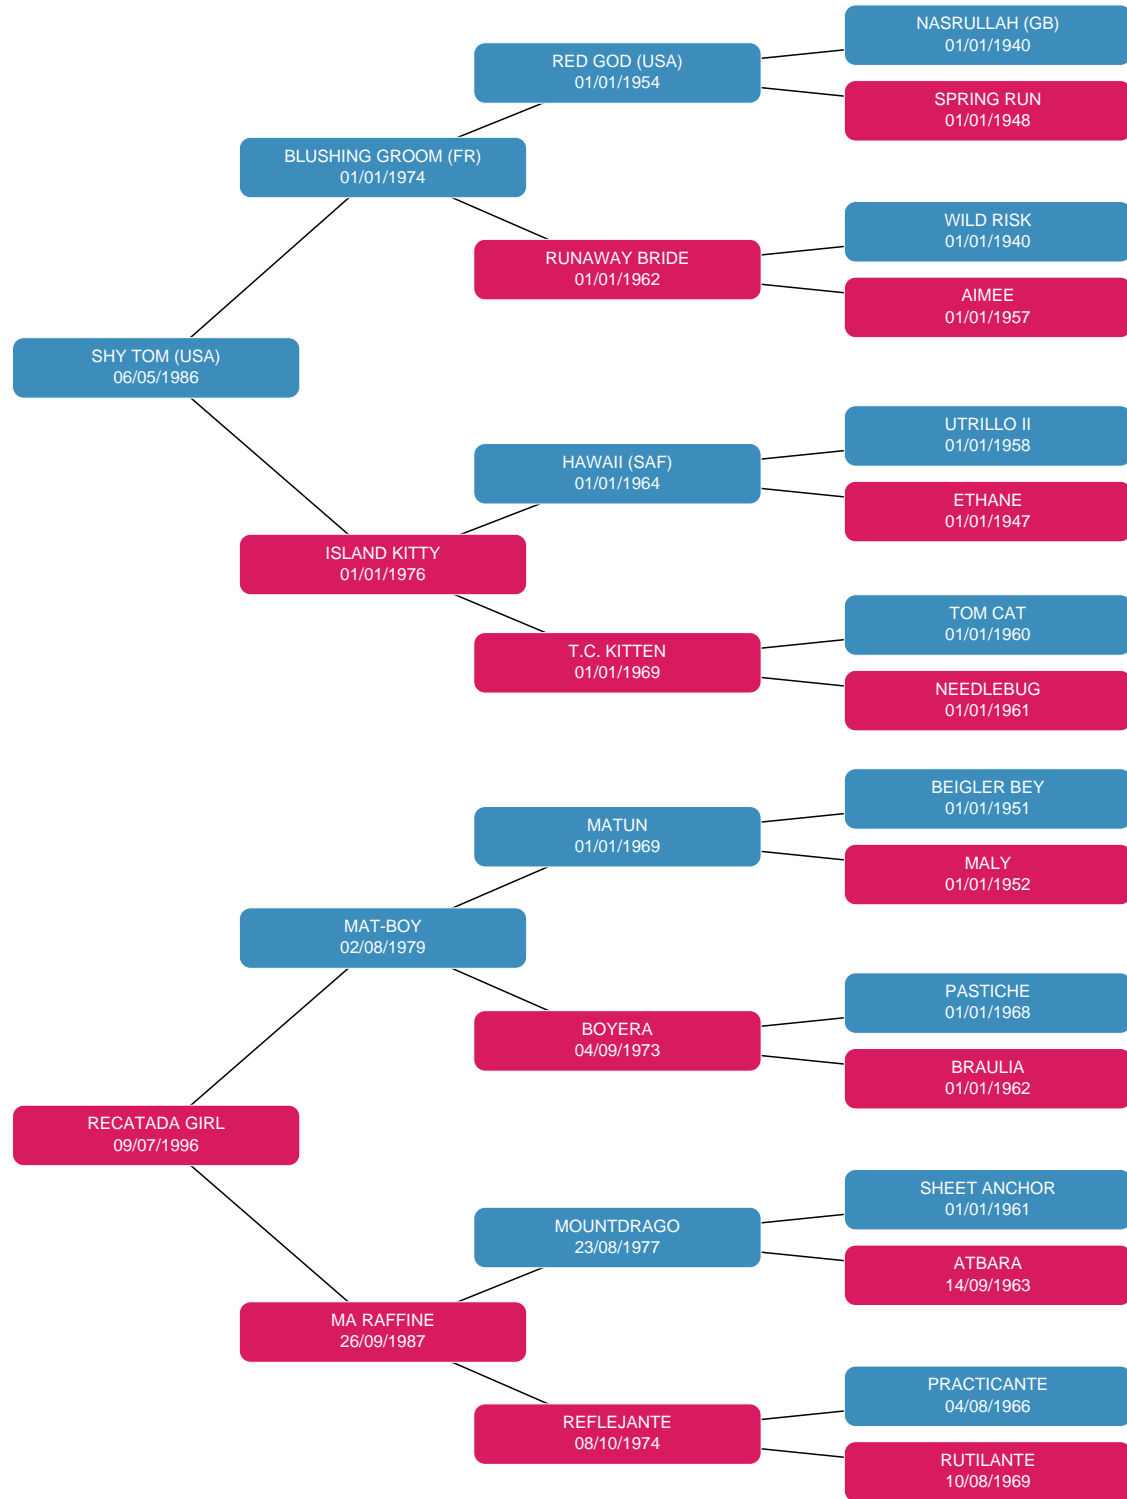 NASRULLAH (GB)
01/01/1940
RED GOD (USA)
01/01/1954
SPRING RUN
01/01/1948
BLUSHING GROOM (FR)
01/01/1974
WILD RISK
01/01/1940
RUNAWAY BRIDE
01/01/1962
AIMEE
01/01/1957
SHY TOM (USA)
06/05/1986
UTRILLO II
01/01/1958
HAWAII (SAF)
01/01/1964
ETHANE
01/01/1947
ISLAND KITTY
01/01/1976
TOM CAT
01/01/1960
T.C. KITTEN
01/01/1969
NEEDLEBUG
01/01/1961
BEIGLER BEY
01/01/1951
MATUN
01/01/1969
MALY
01/01/1952
MAT-BOY
02/08/1979
PASTICHE
01/01/1968
BOYERA
04/09/1973
BRAULIA
01/01/1962
RECATADA GIRL
09/07/1996
SHEET ANCHOR
01/01/1961
MOUNTDRAGO
23/08/1977
ATBARA
14/09/1963
MA RAFFINE
26/09/1987
PRACTICANTE
04/08/1966
REFLEJANTE
08/10/1974
RUTILANTE
10/08/1969